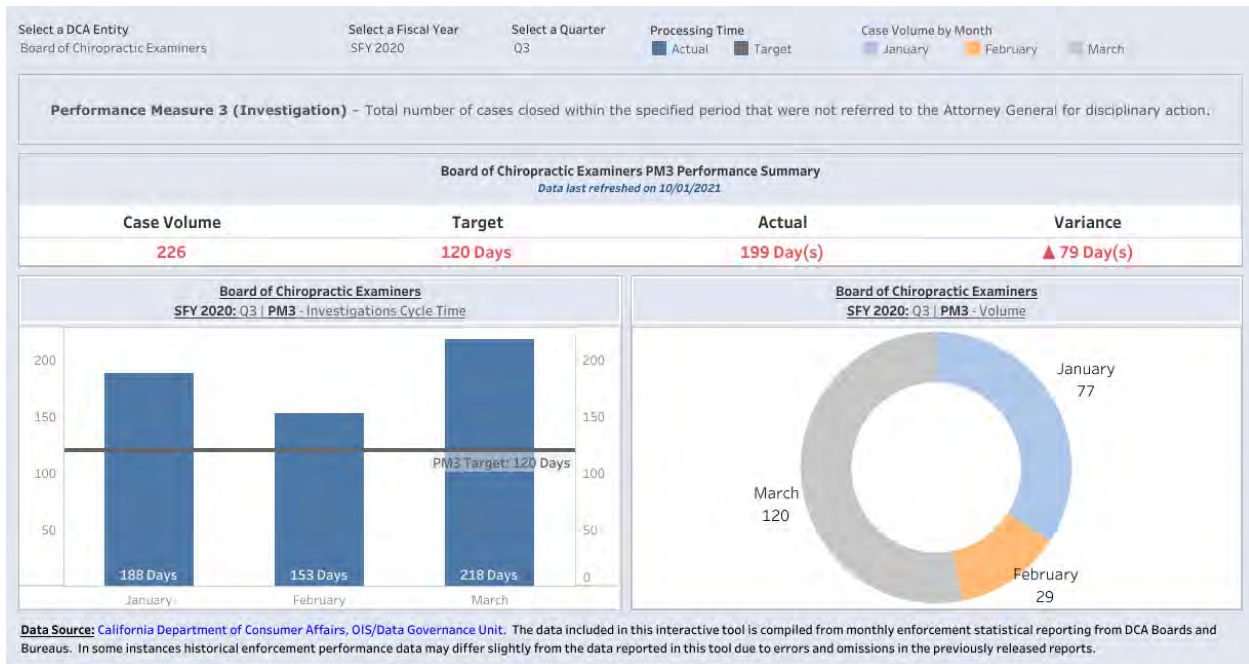 Select a DCA Entity
Board of Chiropractic Examiners
Select a Fiscal Year
SFY 2020
Select a Quarter
Q3
Processing Time
Actual Target
Case Volume by Month
January February March
Performance Measure 3 (Investigation) – Total number of cases closed within the specified period that were not referred to the Attorney General for disciplinary action.
Board of Chiropractic Examiners PM3 Performance Summary
Data last refreshed on 10/01/2021
Case Volume Target Actual Variance
226 120 Days 199 Day(s) ▲ 79 Day(s)
Board of Chiropractic Examiners
SFY 2020: Q3 | PM3 - Investigations Cycle Time
200 200
150 150
PM3 Target: 120 Days
100 100
50 50
188 Days 153 Days 218 Days 0
January February March
Board of Chiropractic Examiners
SFY 2020: Q3 | PM3 - Volume
January
77
March
120
February
29
Data Source: California Department of Consumer Affairs, OIS/Data Governance Unit. The data included in this interactive tool is compiled from monthly enforcement statistical reporting from DCA Boards and
Bureaus. In some instances historical enforcement performance data may differ slightly from the data reported in this tool due to errors and omissions in the previously released reports.